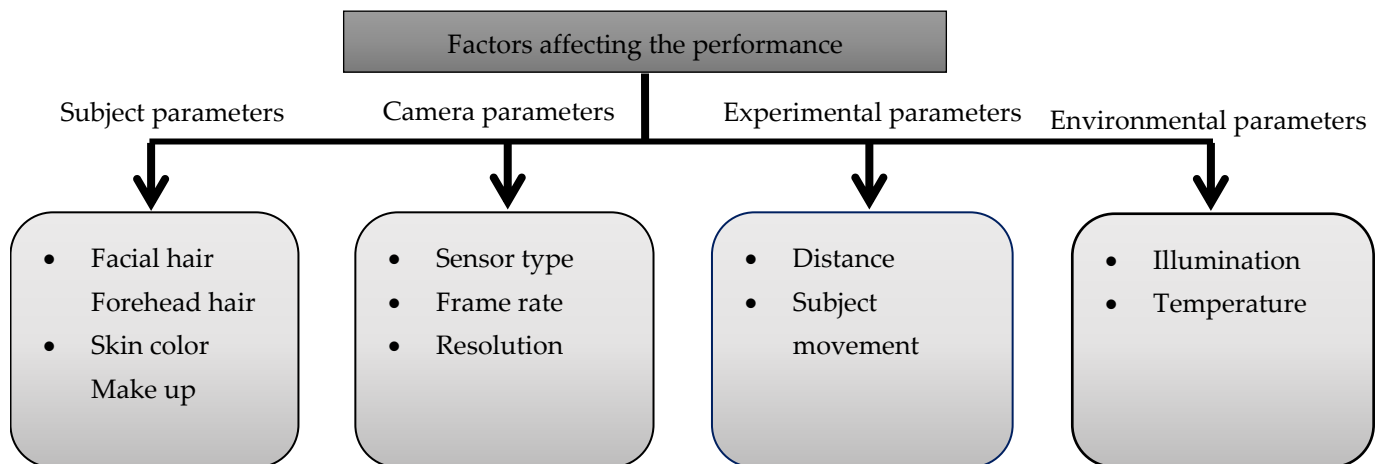 Factors affecting the performance
Subject parameters
Camera parameters
Experimental parameters
Environmental parameters
• Facial hair
Forehead hair
• Skin color
Make up
• Sensor type
• Frame rate
• Resolution
• Distance
• Subject
movement
• Illumination
• Temperature